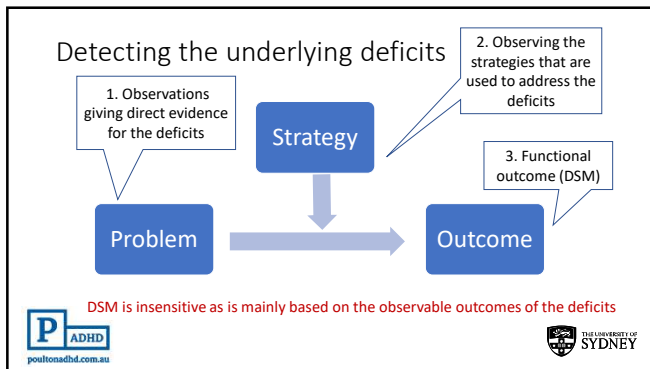 Detecting the underlying deficits
2. Observing the
strategies that are
used to address the
deficits
1. Observations
giving direct evidence
for the deficits
Strategy
3. Functional
outcome (DSM)
Problem
Outcome
DSM is insensitive as is mainly based on the observable outcomes of the deficits
P ADHD
poultonadhd.com.au
THE UNIVERSITY OF
SYDNEY